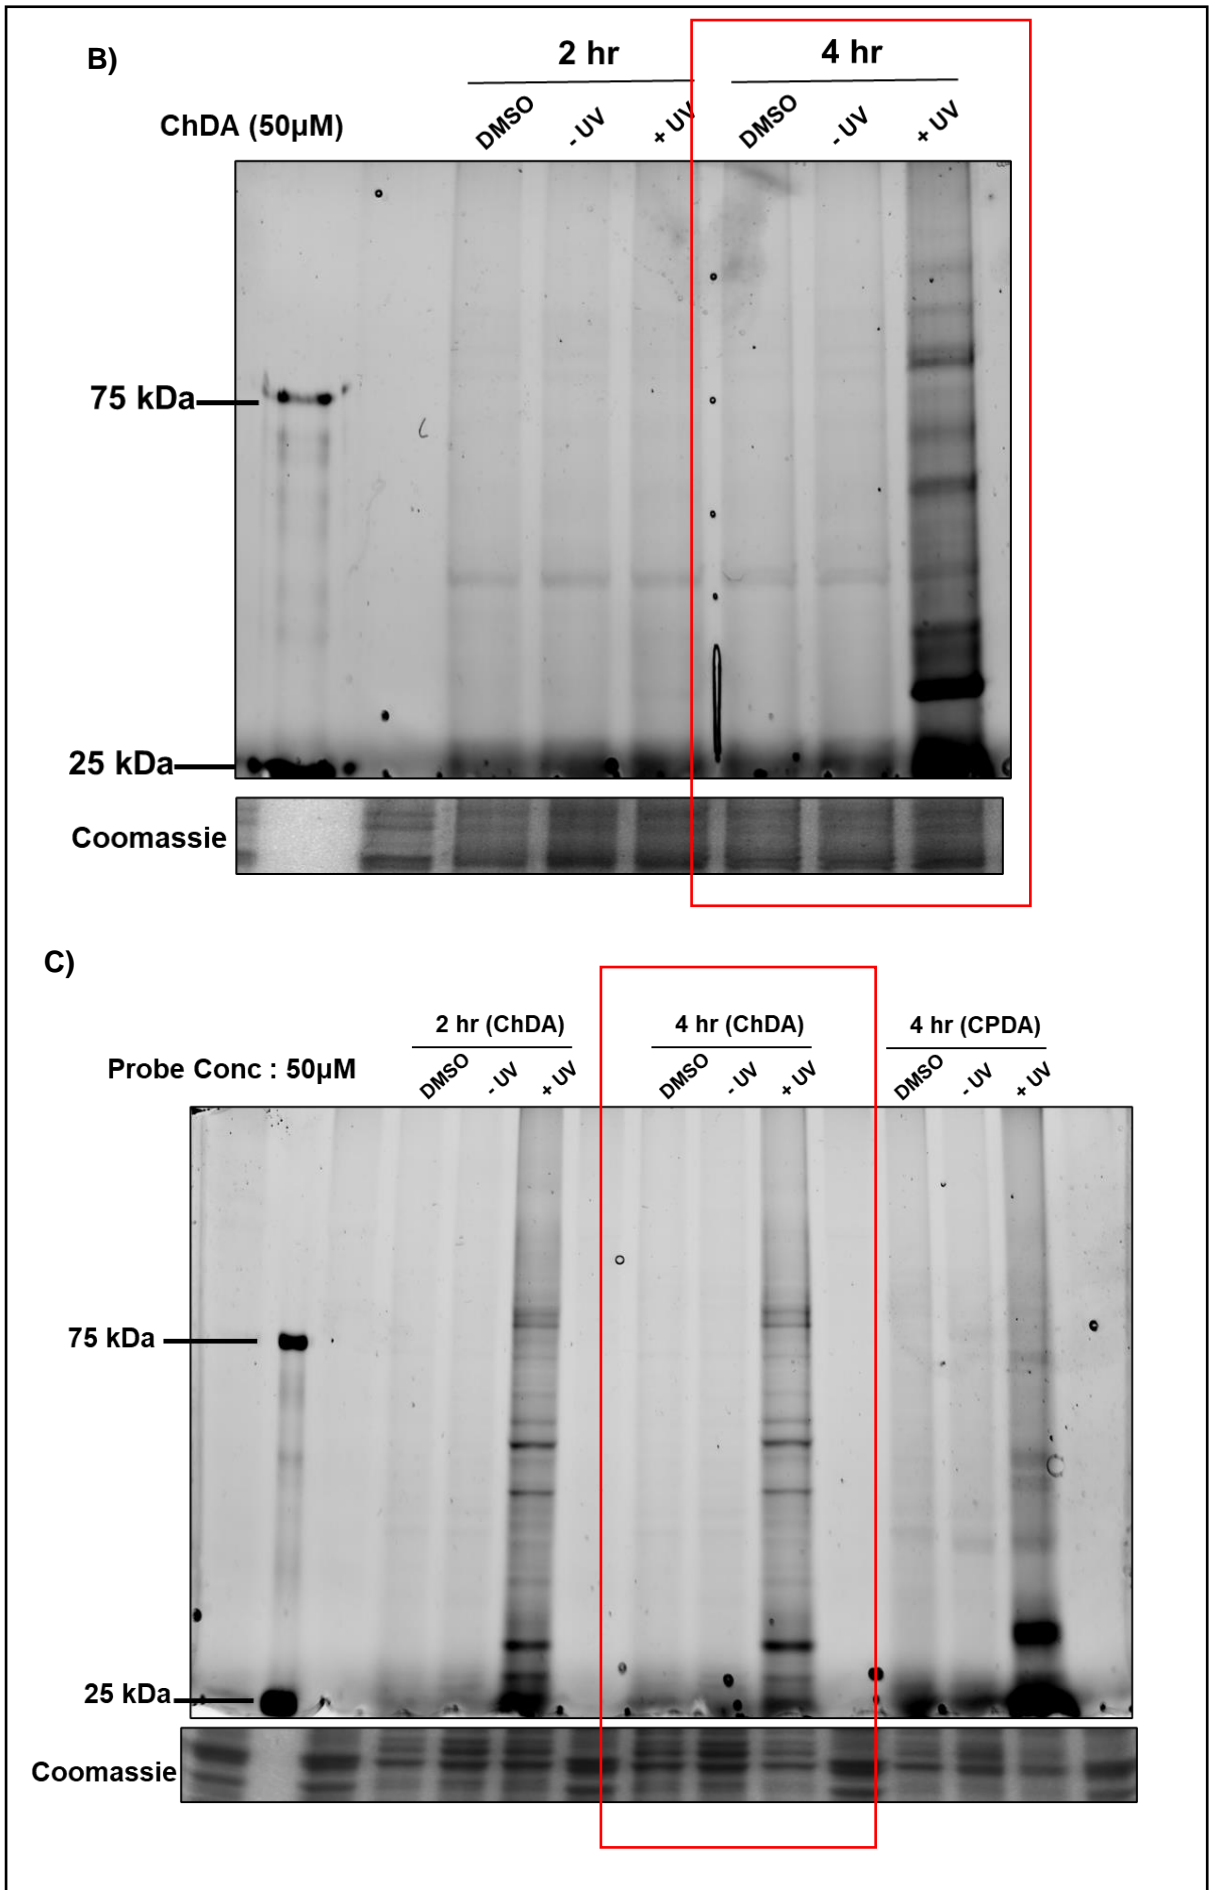 B)
2 hr
4 hr
ChDA (50µM)
DMSO
- UV
+ UV
DMSO
- UV
+ UV
75 kDa
25 kDa
Coomassie
C)
2 hr (ChDA)
4 hr (ChDA)
4 hr (CPDA)
Probe Conc : 50µM
DMSO
- UV
+ UV
DMSO
- UV
+ UV
DMSO
- UV
+ UV
75 kDa
25 kDa
Coomassie